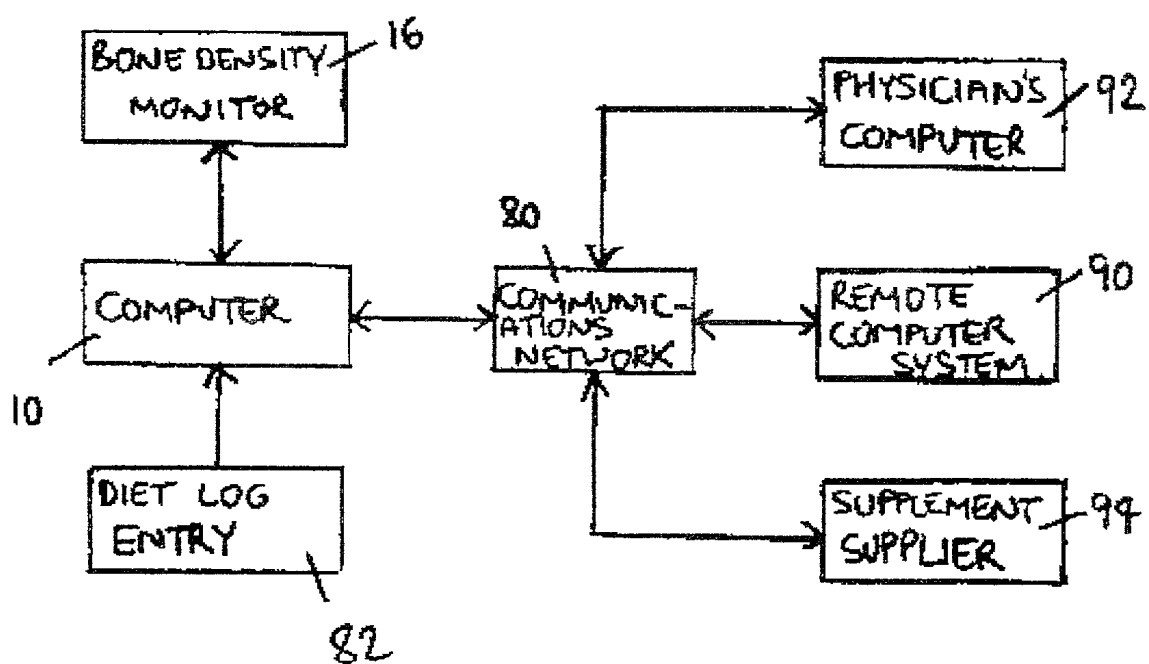 BONE DENSITY
MONITOR
16
PHYSICIAN'S
COMPUTER
92
80
COMPUTER
10
COMMUNIC-
ATIONS
NETWORK
REMOTE
COMPUTER
SYSTEM
90
DIET LOG
ENTRY
82
SUPPLEMENT
SUPPLIER
94